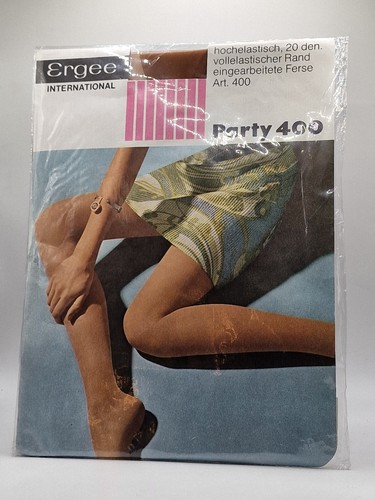 Ergee
INTERNATIONAL
hochelastisch, 20 den.
vollelastischer Rand
eingearbeitete Ferse
Art. 400
Party 400